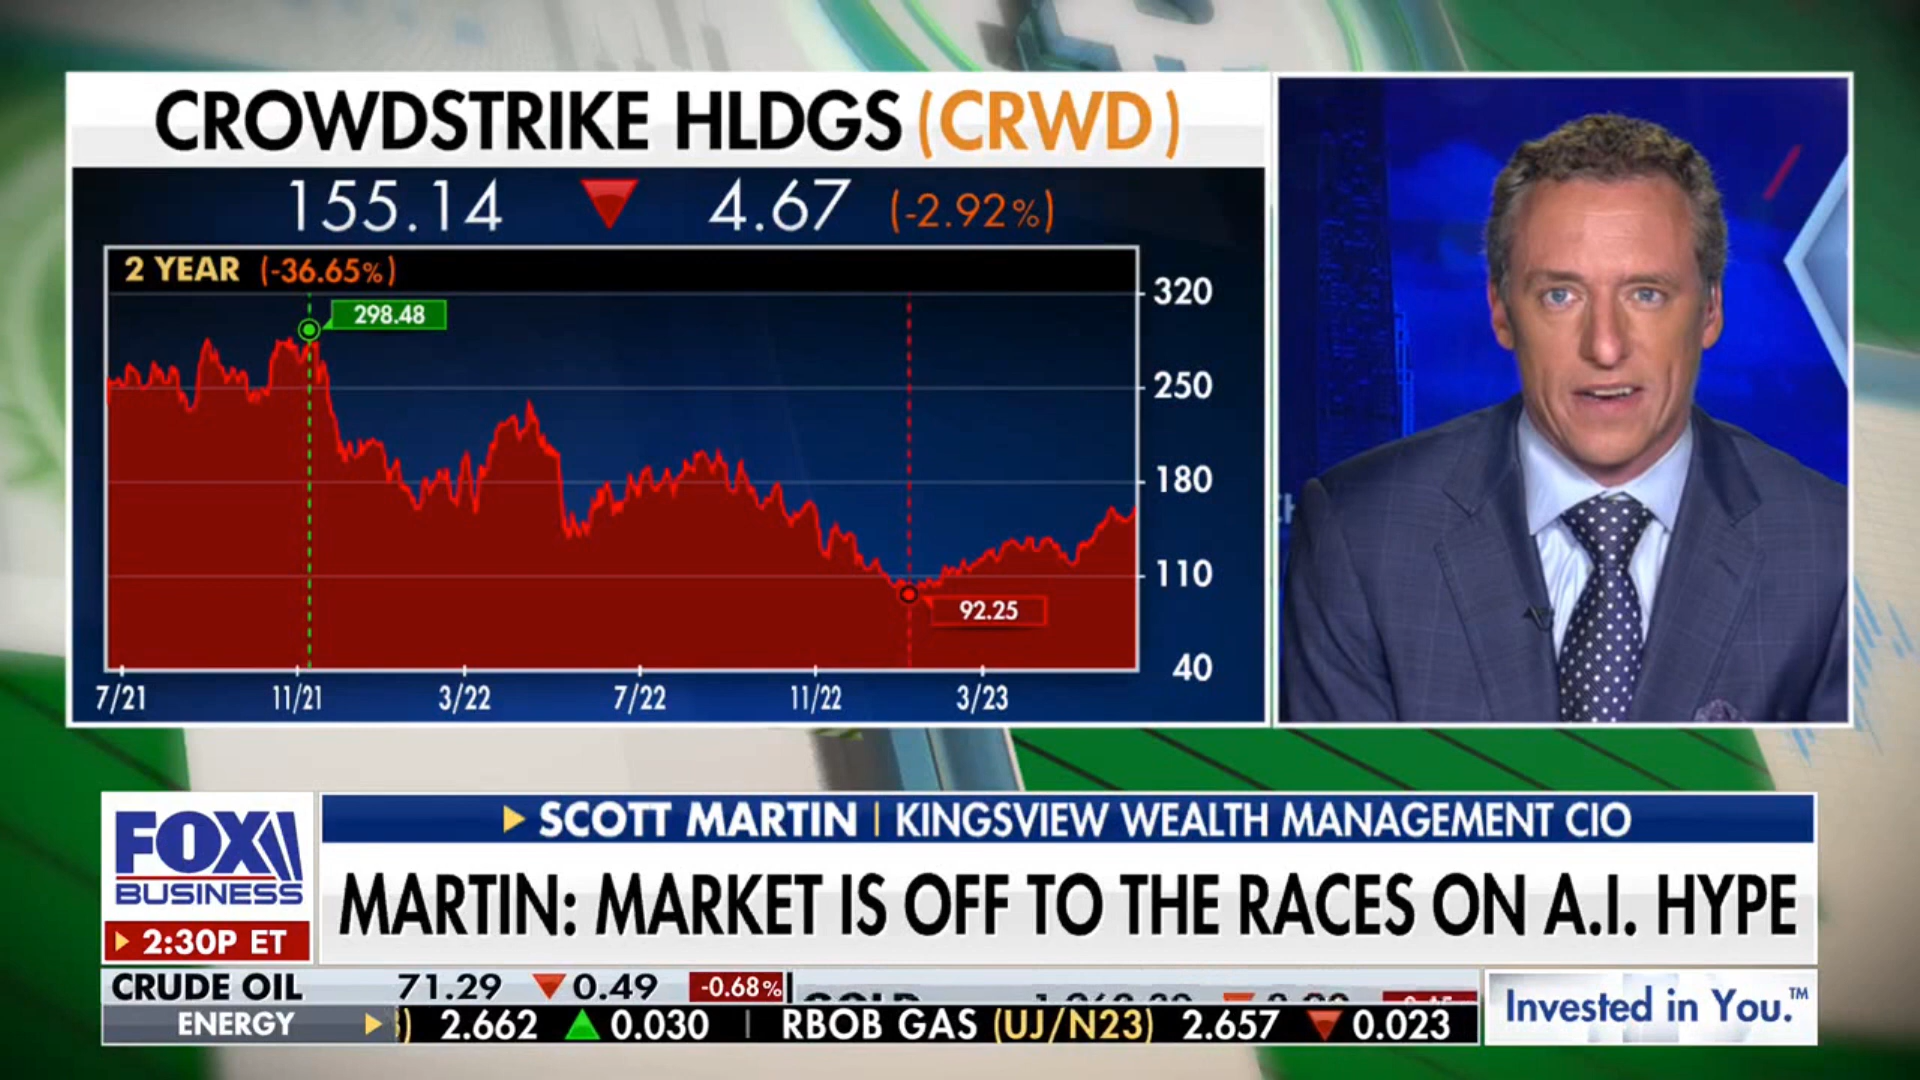 CROWDSTRIKE HLDGS (CRWD)
155.14 ▼ 4.67 (-2.92%)
2 YEAR (-36.65%)
298.48
92.25
320
250
180
110
40
7/21 11/21 3/22 7/22 11/22 3/23
SCOTT MARTIN | KINGSVIEW WEALTH MANAGEMENT CIO
MARTIN: MARKET IS OFF TO THE RACES ON A.I. HYPE
FOX
BUSINESS
2:30P ET
CRUDE OIL 71.29 ▼ 0.49 -0.68%
ENERGY ) 2.662 ▲ 0.030 | RBOB GAS (UJ/N23) 2.657 ▼ 0.023
Invested in You.™